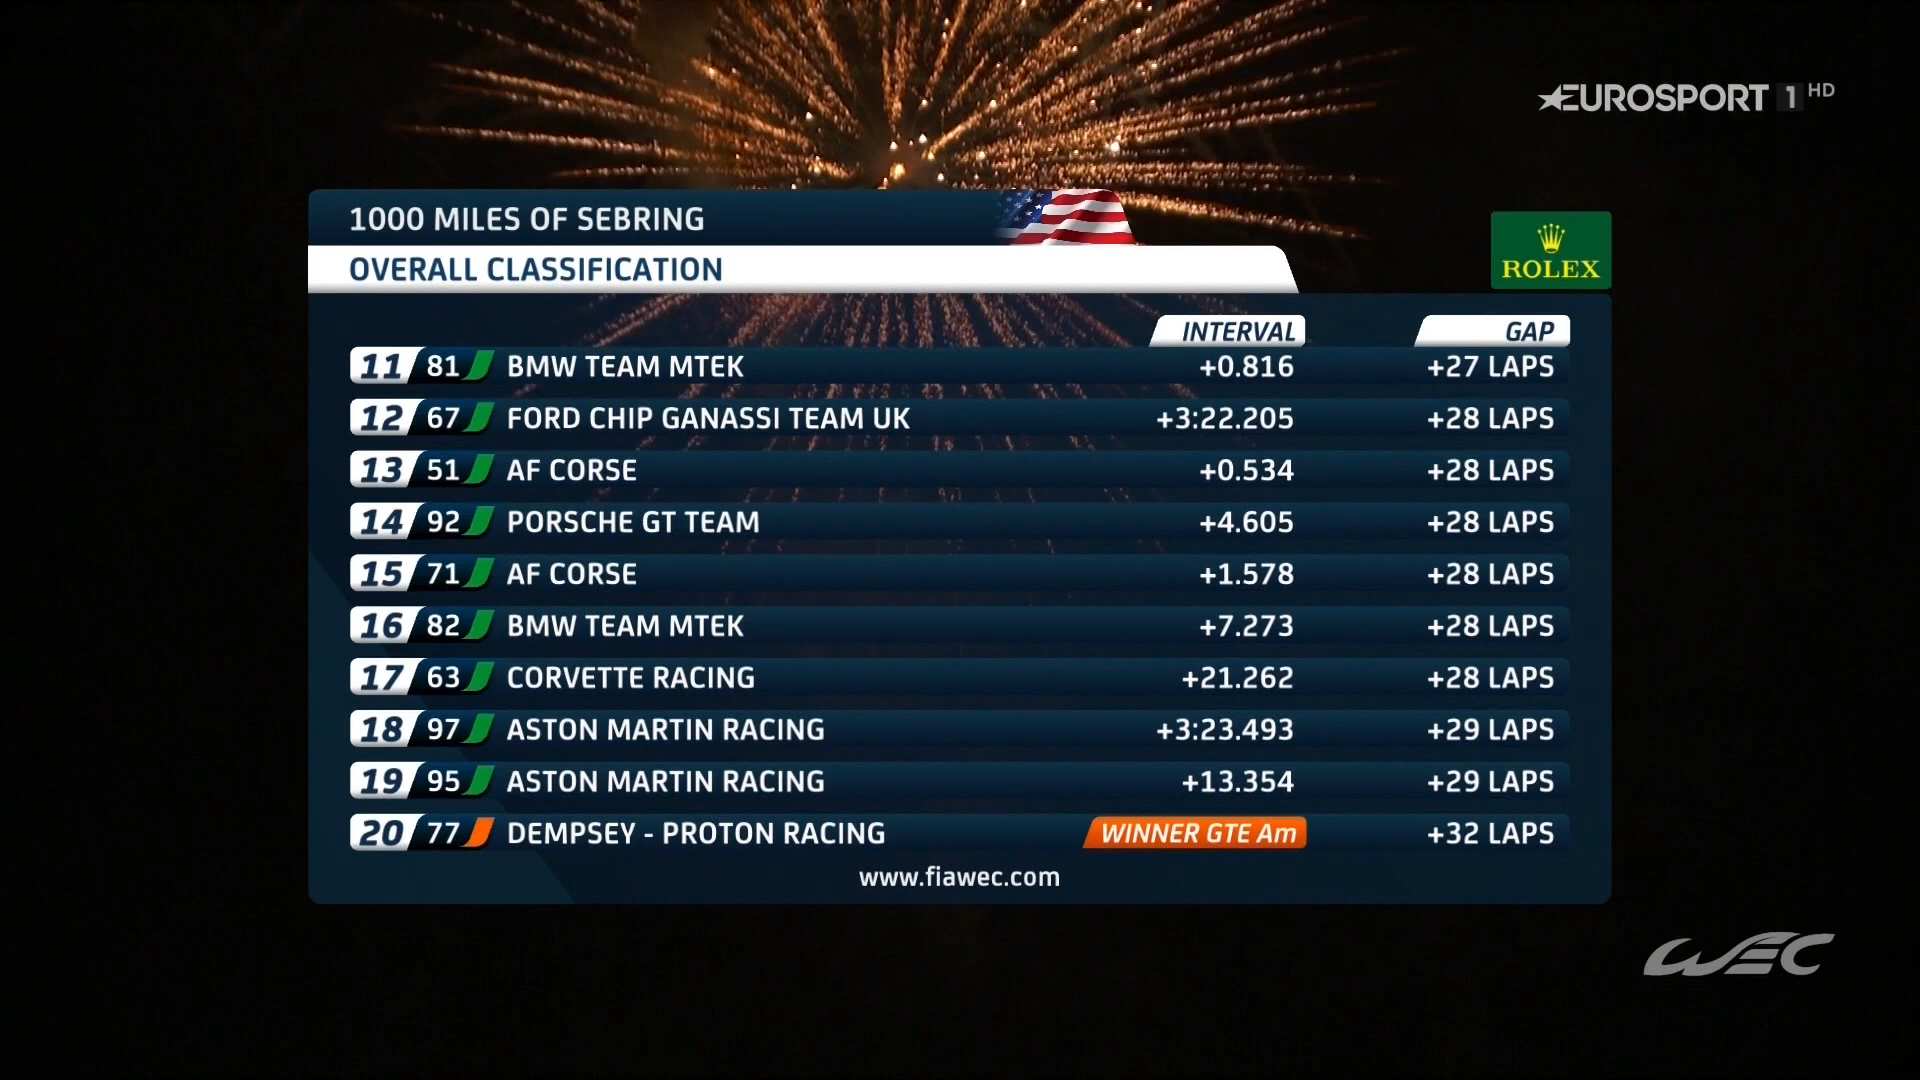 EUROSPORT 1 HD
1000 MILES OF SEBRING
OVERALL CLASSIFICATION
ROLEX
INTERVAL GAP
11 81 BMW TEAM MTEK +0.816 +27 LAPS
12 67 FORD CHIP GANASSI TEAM UK +3:22.205 +28 LAPS
13 51 AF CORSE +0.534 +28 LAPS
14 92 PORSCHE GT TEAM +4.605 +28 LAPS
15 71 AF CORSE +1.578 +28 LAPS
16 82 BMW TEAM MTEK +7.273 +28 LAPS
17 63 CORVETTE RACING +21.262 +28 LAPS
18 97 ASTON MARTIN RACING +3:23.493 +29 LAPS
19 95 ASTON MARTIN RACING +13.354 +29 LAPS
20 77 DEMPSEY - PROTON RACING WINNER GTE Am +32 LAPS
www.fiawec.com
WEC